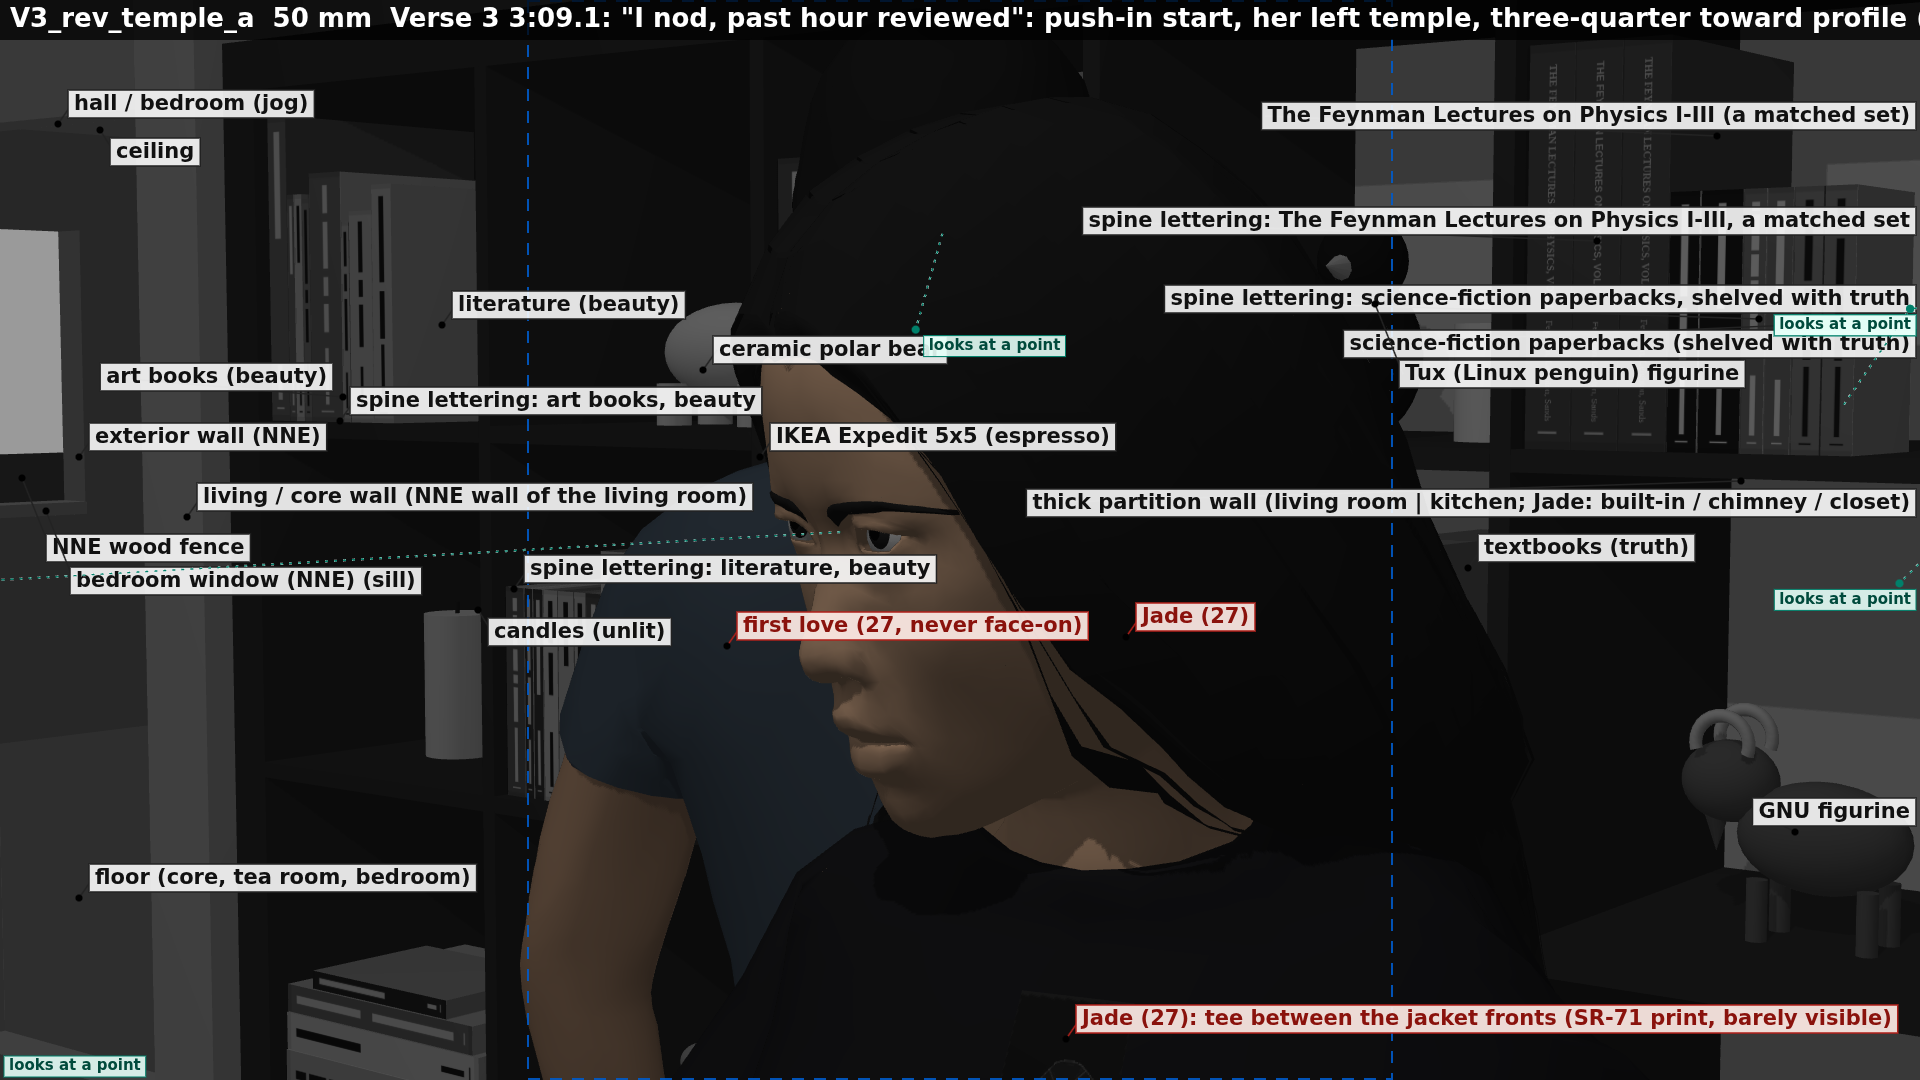 V3_rev_temple_a 50 mm Verse 3 3:09.1: "I nod, past hour reviewed": push-in start, her left temple, three-quarter toward profile
hall / bedroom (jog)
The Feynman Lectures on Physics I-III (a matched set)
ceiling
spine lettering: The Feynman Lectures on Physics I-III, a matched set
literature (beauty)
spine lettering: science-fiction paperbacks, shelved with truth
looks at a point
ceramic polar
looks at a point
science-fiction paperbacks (shelved with truth)
art books (beauty)
Tux (Linux penguin) figurine
spine lettering: art books, beauty
exterior wall (NNE)
IKEA Expedit 5x5 (espresso)
living / core wall (NNE wall of the living room)
thick partition wall (living room | kitchen; Jade: built-in / chimney / closet)
NNE wood fence
textbooks (truth)
bedroom window (NNE) (sill)
spine lettering: literature, beauty
looks at a point
candles (unlit)
first love (27, never face-on)
Jade (27)
GNU figurine
floor (core, tea room, bedroom)
Jade (27): tee between the jacket fronts (SR-71 print, barely visible)
looks at a point